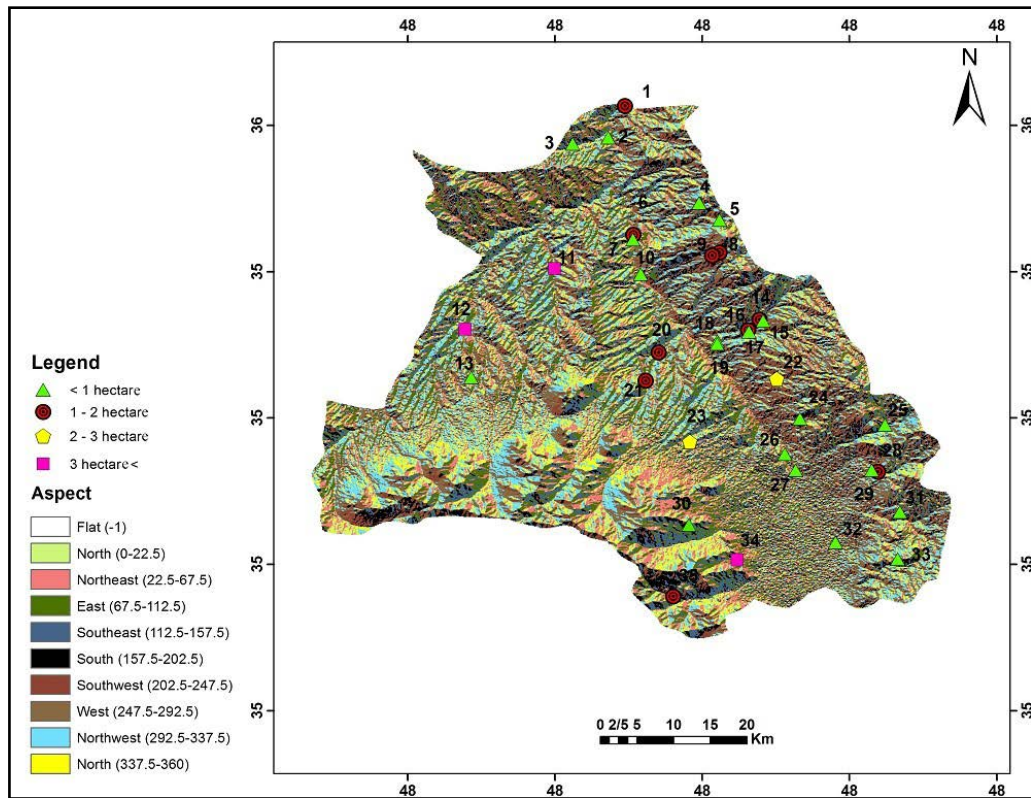 48 48 48 48 48
N
1
36 36
3 2
4
6 5
7 9 8
11 10
35 35
12 14
16
20 18 15
17
13 19 22
21
24
35 23 25 35
26
28
27 29
31
30
34 32
33
35 35
0 2/5 5 10 15 20
Km
35 35
48 48 48 48 48
Legend
< 1 hectare
1 - 2 hectare
2 - 3 hectare
3 hectare<
Aspect
Flat (-1)
North (0-22.5)
Northeast (22.5-67.5)
East (67.5-112.5)
Southeast (112.5-157.5)
South (157.5-202.5)
Southwest (202.5-247.5)
West (247.5-292.5)
Northwest (292.5-337.5)
North (337.5-360)